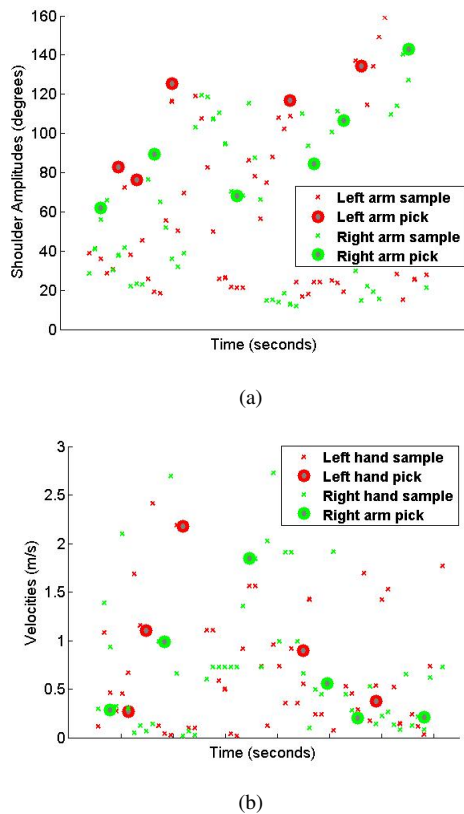 160
140
120
100
80
60
40
20
0
Shoulder Amplitudes (degrees)
Left arm sample
Left arm pick
Right arm sample
Right arm pick
Time (seconds)
(a)
3
2.5
2
1.5
1
0.5
0
Velocities (m/s)
Left hand sample
Left hand pick
Right hand sample
Right arm pick
Time (seconds)
(b)